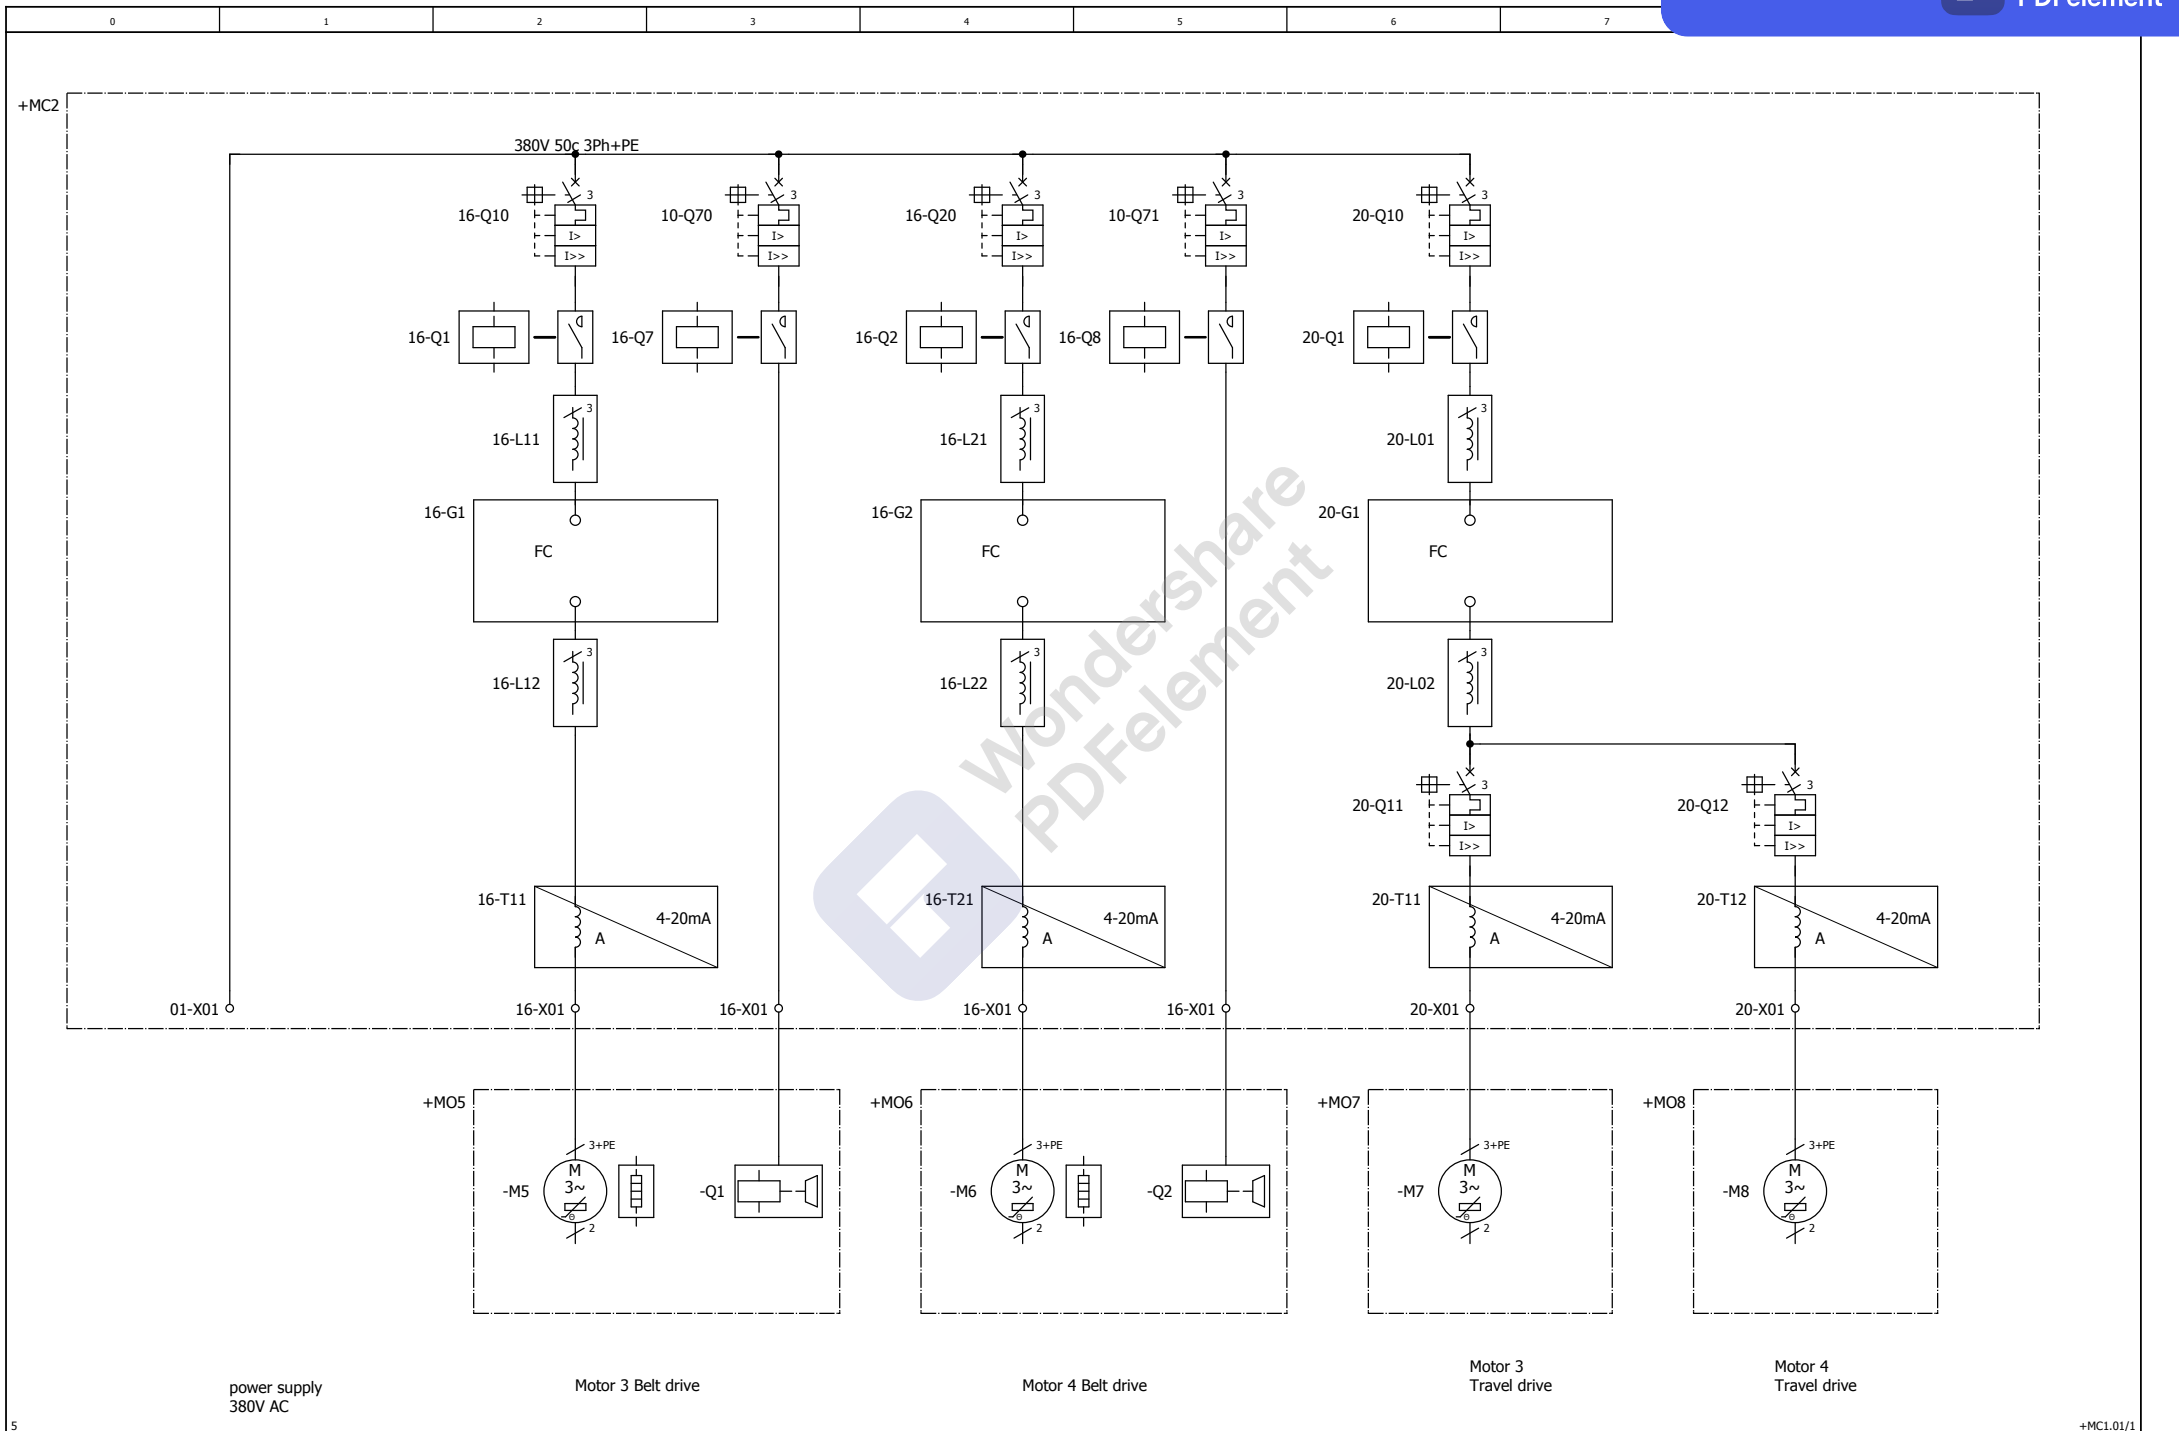 0 1 2 3 4 5 6 7
PDFelement
+MC2
380V 50c 3Ph+PE
3 3 3 3 3
16-Q10 10-Q70 16-Q20 10-Q71 20-Q10
I> I> I> I> I>
I>> I>> I>> I>> I>>
16-Q1 16-Q7 16-Q2 16-Q8 20-Q1
3 3 3
16-L11 16-L21 20-L01
16-G1 16-G2 20-G1
FC FC FC
3 3 3
16-L12 16-L22 20-L02
Wondershare
PDFelement
3 3
20-Q11 20-Q12
I> I>
I>> I>>
16-T11 16-T21 20-T11 20-T12
4-20mA 4-20mA 4-20mA 4-20mA
A A A A
01-X01 16-X01 16-X01 16-X01 16-X01 20-X01 20-X01
+MO5 +MO6 +MO7 +MO8
3+PE 3+PE 3+PE 3+PE
M M M M
3~ 3~ 3~ 3~
-M5 -Q1 -M6 -Q2 -M7 -M8
θ θ θ θ
2 2 2 2
power supply
380V AC
Motor 3 Belt drive
Motor 4 Belt drive
Motor 3
Travel drive
Motor 4
Travel drive
5
+MC1.01/1